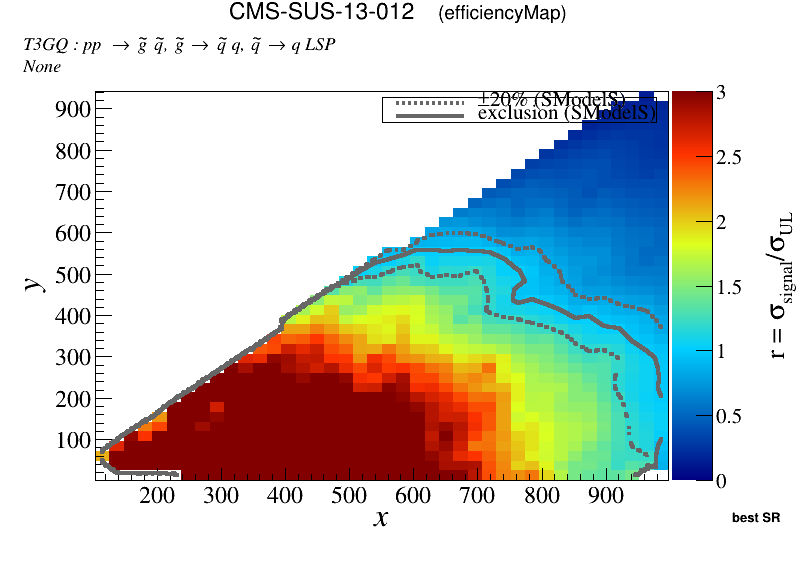 CMS-SUS-13-012 (efficiencyMap)
T3GQ : pp → g̃ q̃, g̃ → q̃ q, q̃ → q LSP
None
±20% (SModelS)
exclusion (SModelS)
900
800
700
600
500
400
300
200
100
y
200 300 400 500 600 700 800 900
x
3
2.5
2
1.5
1
0.5
0
r = σsignal/σUL
best SR